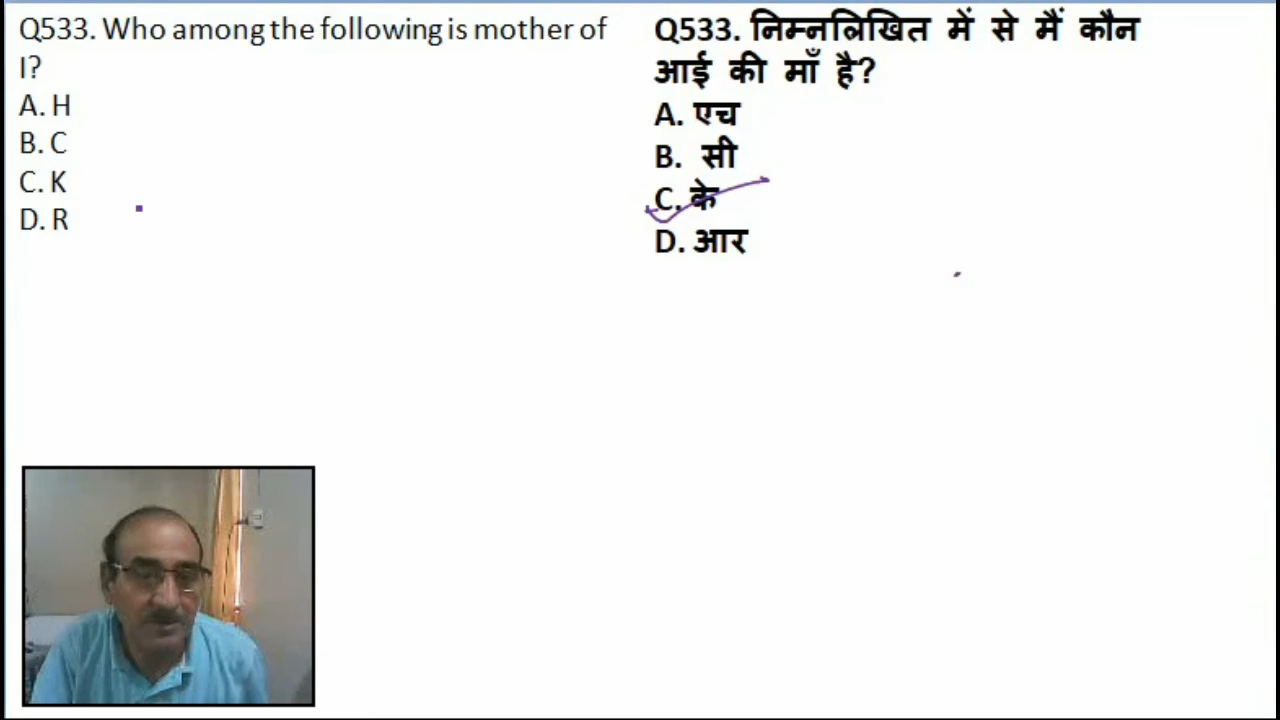 Q533. Who among the following is mother of
I?
A. H
B. C
C. K
D. R
Q533. निम्नलिखित में से मैं कौन
आई की माँ है?
A. एच
B. सी
C. के
D. आर